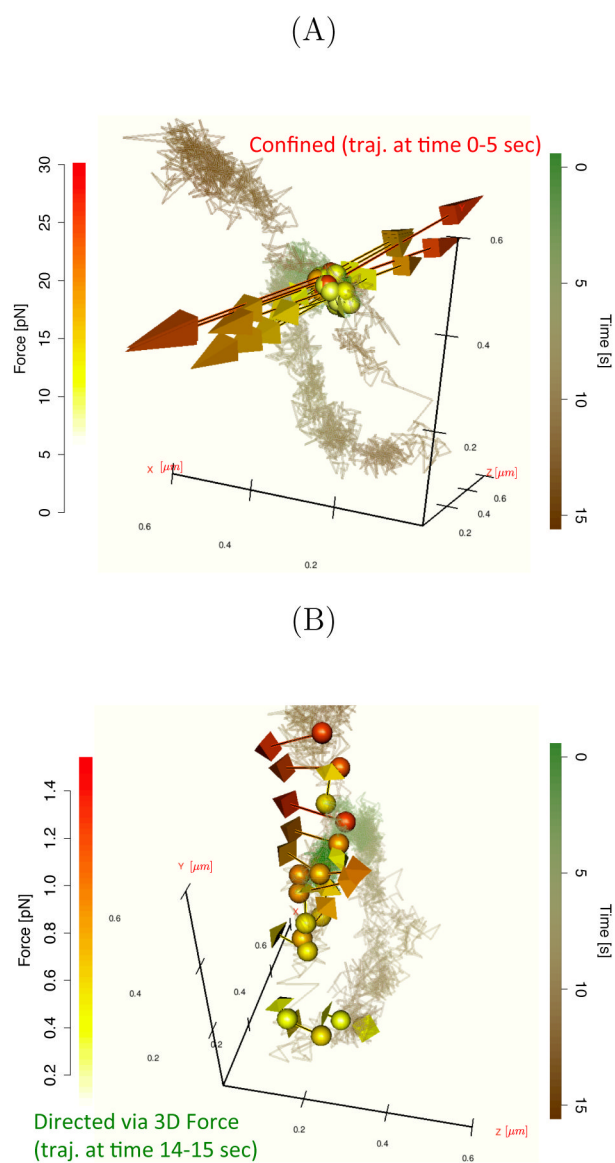 (A)
Confined (traj. at time 0-5 sec)
Force [pN]
0
5
10
15
20
25
30
Time [s]
0
5
10
15
X [μm]
0.6
0.4
0.2
Z [μm]
0.2
0.4
0.6
0.2
0.4
0.6
(B)
Force [pN]
0.2
0.4
0.6
0.8
1.0
1.2
1.4
Time [s]
0
5
10
15
Y [μm]
0.6
0.4
0.2
X
0.6
0.4
0.2
Z [μm]
0.2
0.4
0.6
Directed via 3D Force
(traj. at time 14-15 sec)